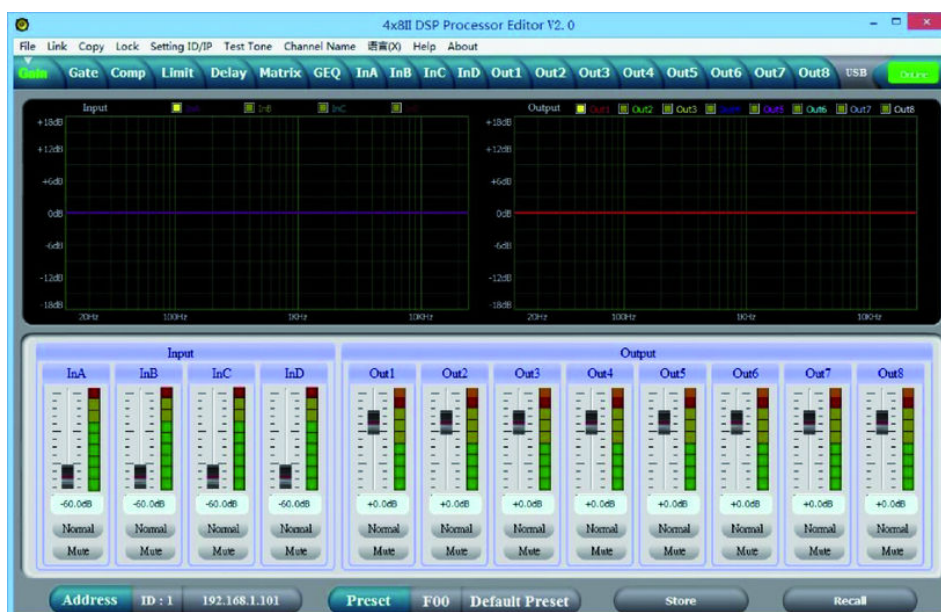 4x8II DSP Processor Editor V2.0
File Link Copy Lock Setting ID/IP Test Tone Channel Name 语言(X) Help About
Gain Gate Comp Limit Delay Matrix GEQ InA InB InC InD Out1 Out2 Out3 Out4 Out5 Out6 Out7 Out8 USB OnLine
Input InA InB InC Output Out1 Out2 Out3 Out5 Out6 Out7 Out8
+18dB +18dB
+12dB +12dB
+6dB +6dB
0dB 0dB
-6dB -6dB
-12dB -12dB
-18dB -18dB
20Hz 100Hz 1KHz 10KHz 20Hz 100Hz 1KHz 10KHz
Input Output
InA InB InC InD Out1 Out2 Out3 Out4 Out5 Out6 Out7 Out8
-60.0dB -60.0dB -60.0dB -60.0dB +0.0dB +0.0dB +0.0dB +0.0dB +0.0dB +0.0dB +0.0dB +0.0dB
Normal Normal Normal Normal Normal Normal Normal Normal Normal Normal Normal Normal
Mute Mute Mute Mute Mute Mute Mute Mute Mute Mute Mute Mute
Address ID : 1 192.168.1.101 Preset F00 Default Preset Store Recall